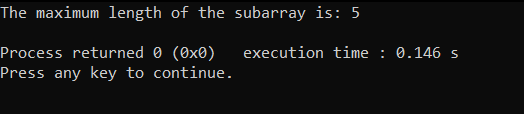 The maximum length of the subarray is: 5
Process returned 0 (0x0)   execution time : 0.146 s
Press any key to continue.